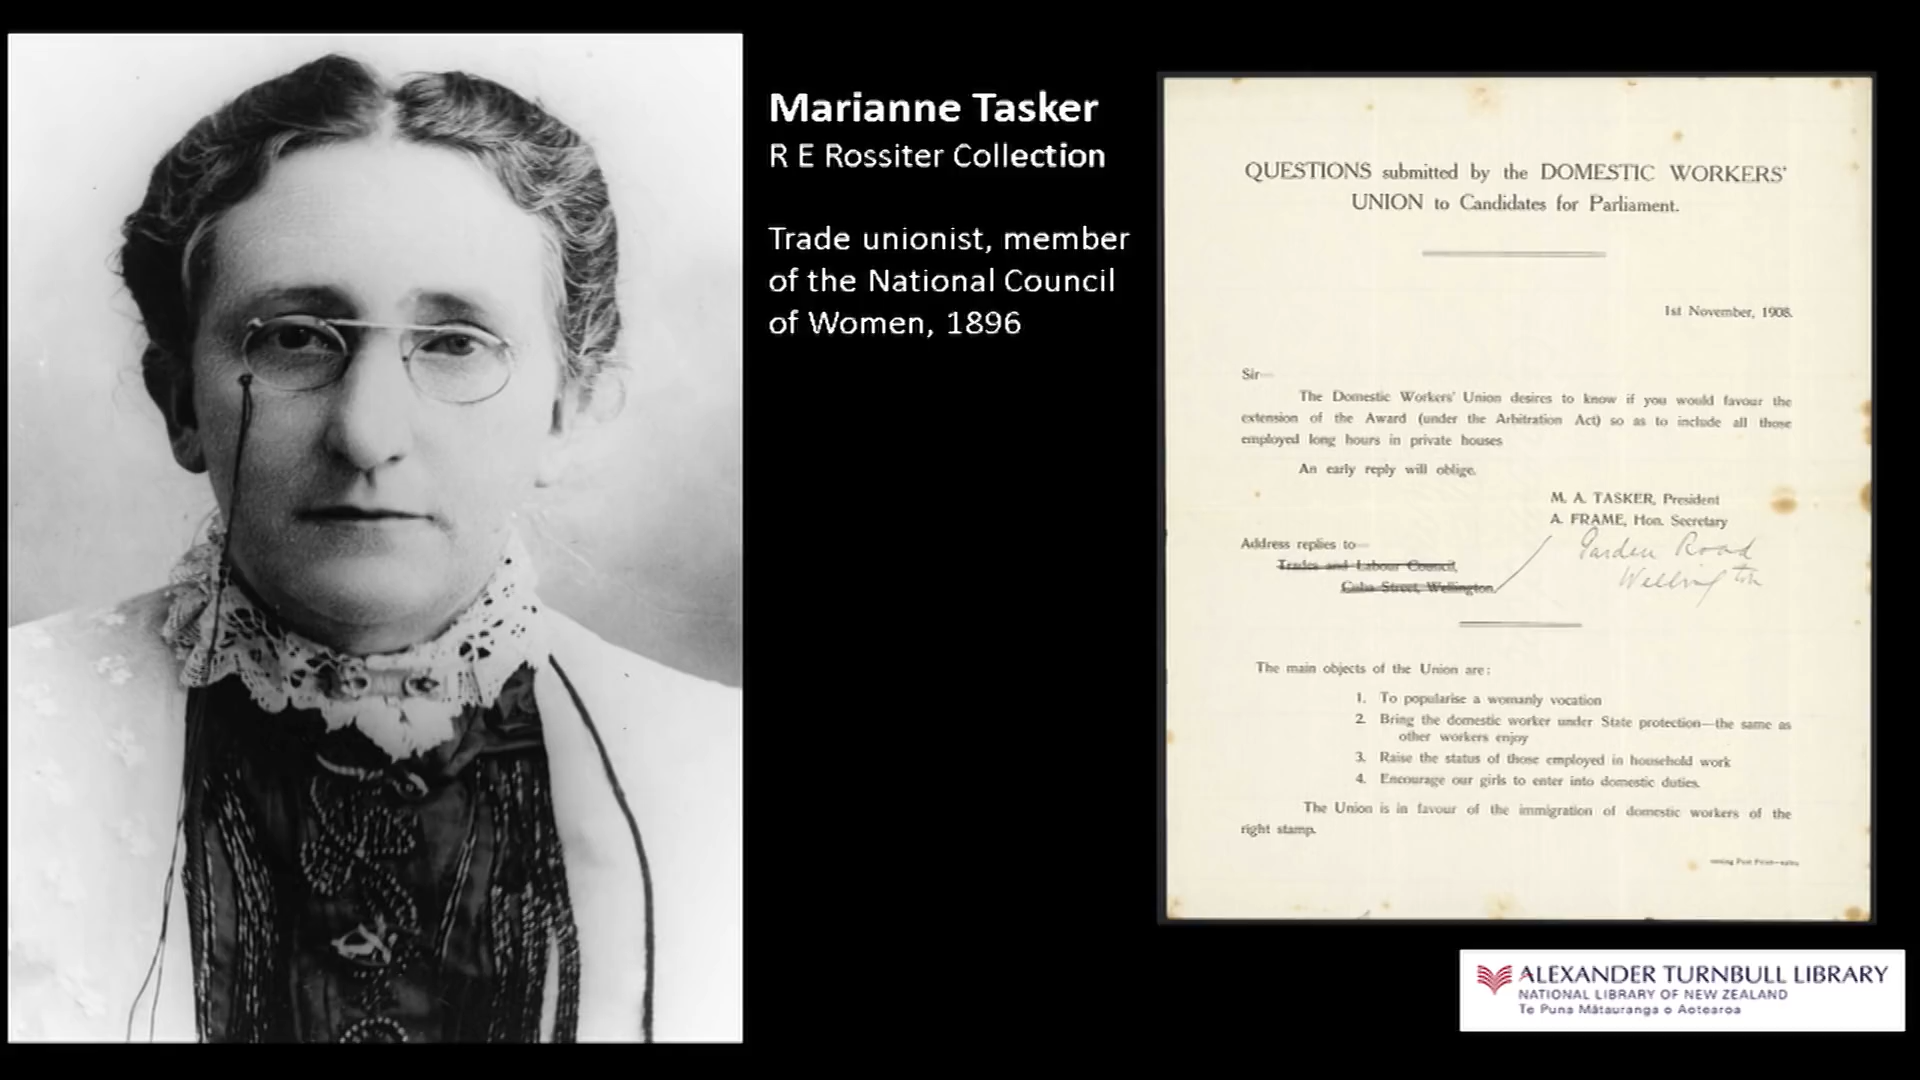 Marianne Tasker
R E Rossiter Collection
Trade unionist, member
of the National Council
of Women, 1896
QUESTIONS submitted by the DOMESTIC WORKERS'
UNION to Candidates for Parliament.
1st November, 1908.
Sir—
The Domestic Workers' Union desires to know if you would favour the
extension of the Award (under the Arbitration Act) so as to include all those
employed long hours in private houses
An early reply will oblige.
M. A. TASKER, President
A. FRAME, Hon. Secretary
Address replies to—
Trades and Labour Council,
Cuba Street, Wellington.
Garden Road
Wellington
The main objects of the Union are:
1. To popularise a womanly vocation
2. Bring the domestic worker under State protection—the same as
other workers enjoy
3. Raise the status of those employed in household work
4. Encourage our girls to enter into domestic duties.
The Union is in favour of the immigration of domestic workers of the
right stamp.
Post
ALEXANDER TURNBULL LIBRARY
NATIONAL LIBRARY OF NEW ZEALAND
Te Puna Mātauranga o Aotearoa